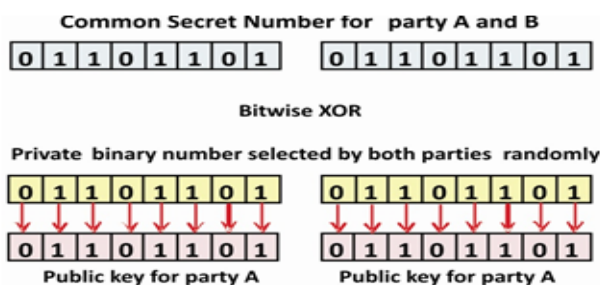 Common Secret Number for party A and B
0 1 1 0 1 1 0 1 0 1 1 0 1 1 0 1
Bitwise XOR
Private binary number selected by both parties randomly
0 1 1 0 1 1 0 1 0 1 1 0 1 1 0 1
0 1 1 0 1 1 0 1 0 1 1 0 1 1 0 1
Public key for party A Public key for party A